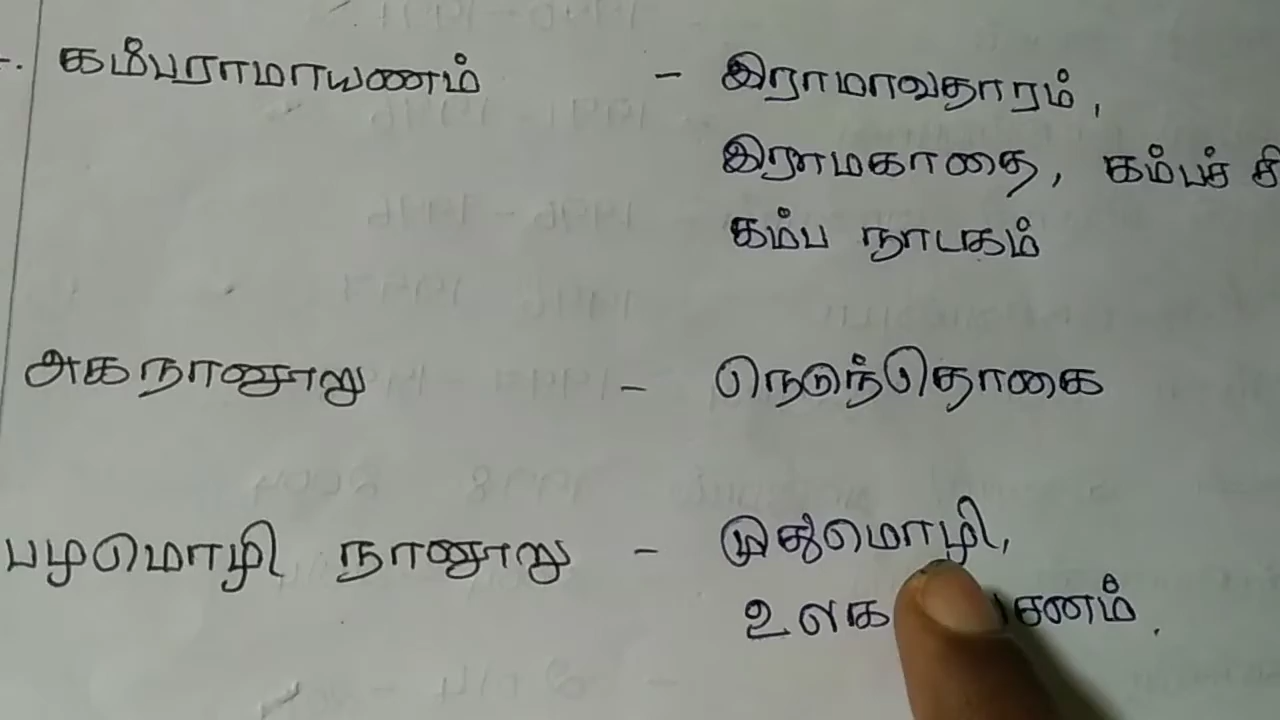 கம்பராமாயணம் - இராமாவதாரம்,
இராமகாதை, கம்பச்
கம்ப நாடகம்
அகநானூறு - நெடுந்தொகை
பழமொழி நானூறு - முதுமொழி,
உலக